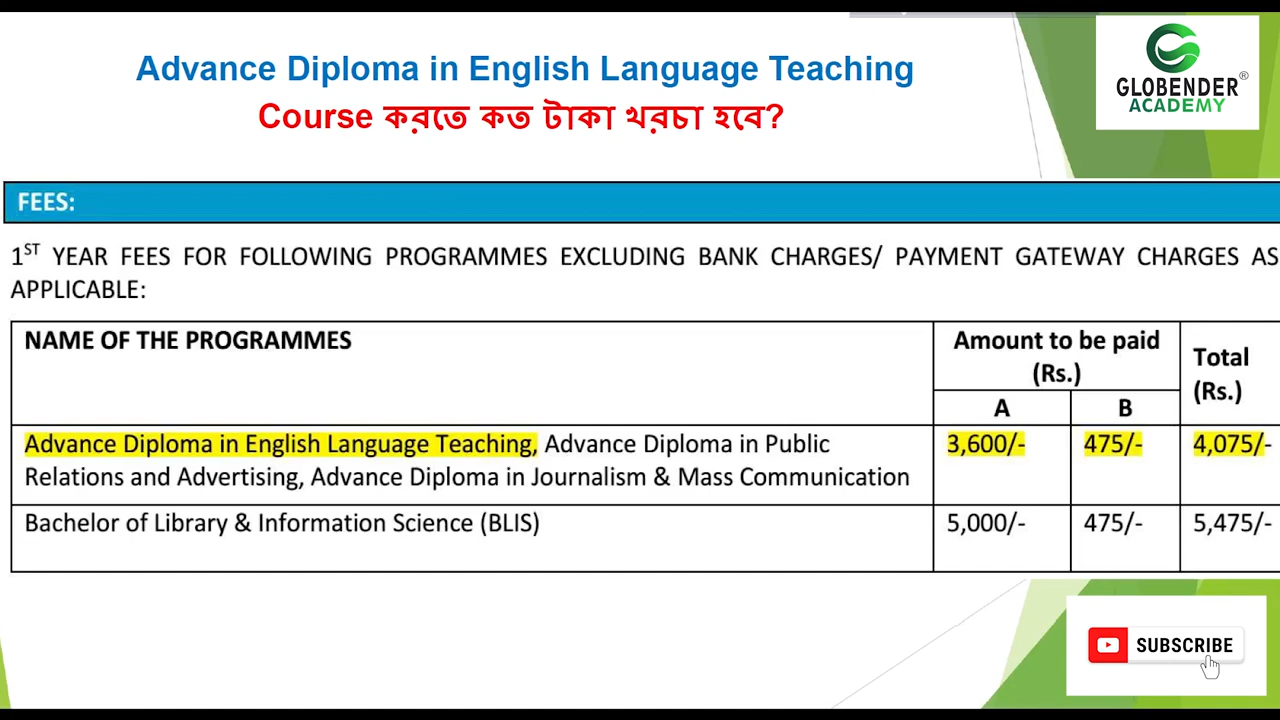 Advance Diploma in English Language Teaching
Course করতে কত টাকা খরচা হবে?
GLOBENDER®
ACADEMY
FEES:
1ST YEAR FEES FOR FOLLOWING PROGRAMMES EXCLUDING BANK CHARGES/ PAYMENT GATEWAY CHARGES AS
APPLICABLE:
NAME OF THE PROGRAMMES
Amount to be paid
(Rs.)
Total
(Rs.)
A
B
Advance Diploma in English Language Teaching, Advance Diploma in Public
Relations and Advertising, Advance Diploma in Journalism & Mass Communication
3,600/-
475/-
4,075/-
Bachelor of Library & Information Science (BLIS)
5,000/-
475/-
5,475/-
SUBSCRIBE